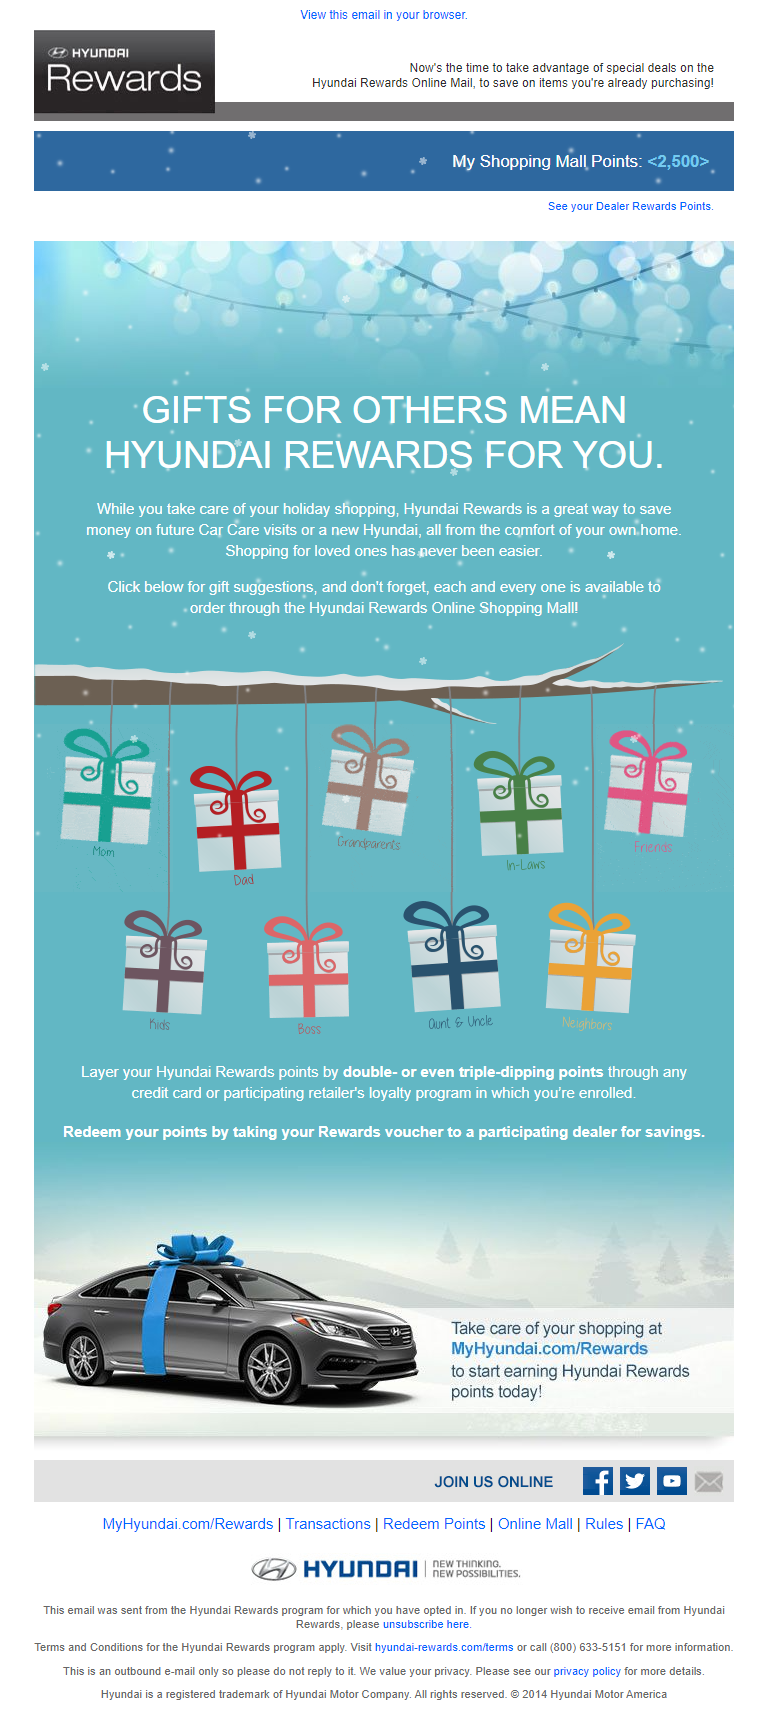 View this email in your browser.
HYUNDAI
Rewards
Now's the time to take advantage of special deals on the
Hyundai Rewards Online Mail, to save on items you're already purchasing!
My Shopping Mall Points: <2,500>
See your Dealer Rewards Points.
GIFTS FOR OTHERS MEAN
HYUNDAI REWARDS FOR YOU.
While you take care of your holiday shopping, Hyundai Rewards is a great way to save
money on future Car Care visits or a new Hyundai, all from the comfort of your own home.
Shopping for loved ones has never been easier.
Click below for gift suggestions, and don't forget, each and every one is available to
order through the Hyundai Rewards Online Shopping Mall!
Mom
Dad
Grandparents
In-Laws
Friends
Kids
Boss
Aunt & Uncle
Neighbors
Layer your Hyundai Rewards points by double- or even triple-dipping points through any
credit card or participating retailer's loyalty program in which you're enrolled.
Redeem your points by taking your Rewards voucher to a participating dealer for savings.
Take care of your shopping at
MyHyundai.com/Rewards
to start earning Hyundai Rewards
points today!
JOIN US ONLINE
MyHyundai.com/Rewards | Transactions | Redeem Points | Online Mall | Rules | FAQ
HYUNDAI | NEW THINKING.
NEW POSSIBILITIES.
This email was sent from the Hyundai Rewards program for which you have opted in. If you no longer wish to receive email from Hyundai
Rewards, please unsubscribe here.
Terms and Conditions for the Hyundai Rewards program apply. Visit hyundai-rewards.com/terms or call (800) 633-5151 for more information.
This is an outbound e-mail only so please do not reply to it. We value your privacy. Please see our privacy policy for more details.
Hyundai is a registered trademark of Hyundai Motor Company. All rights reserved. © 2014 Hyundai Motor America